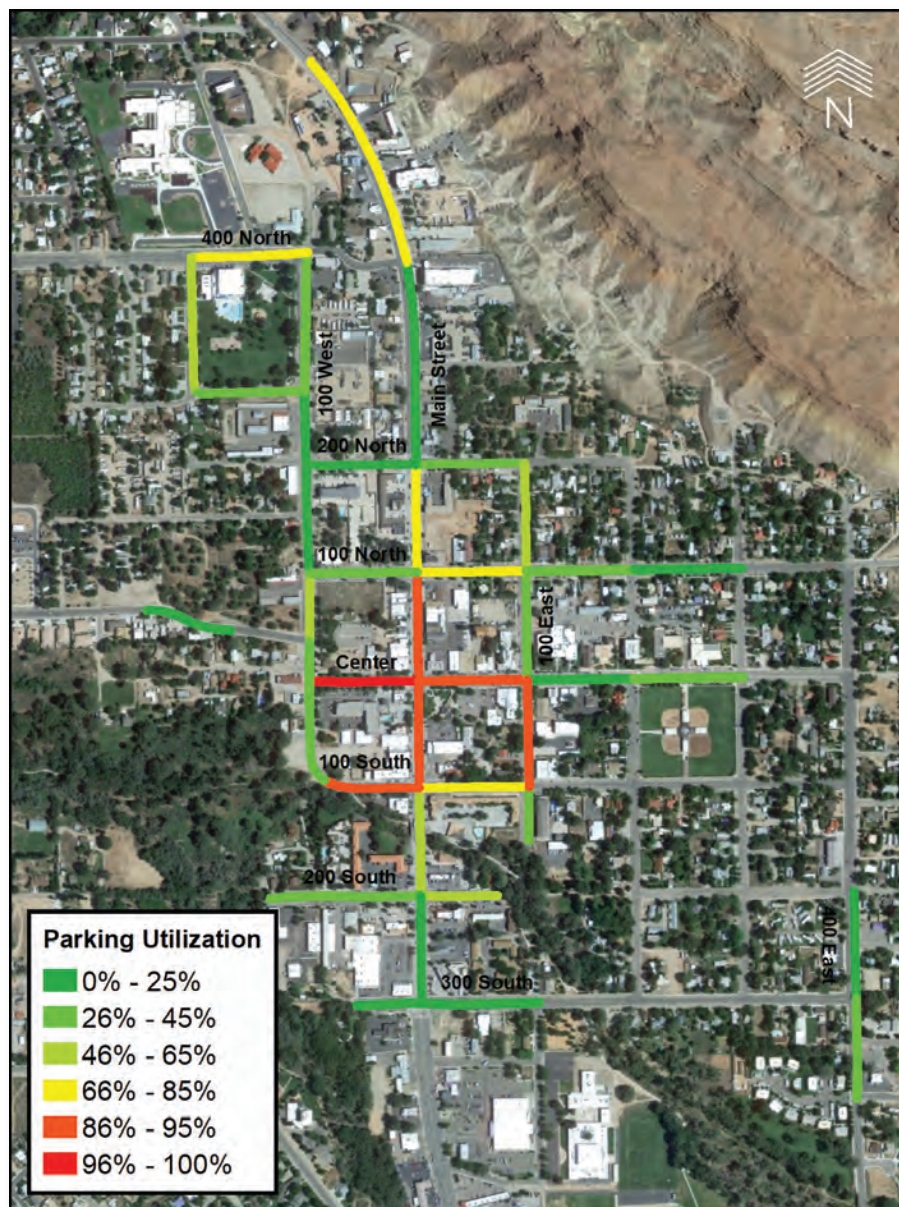 N
400 North
100 West
Main Street
200 North
100 North
100 East
Center
100 South
200 South
400 East
300 South
Parking Utilization
0% - 25%
26% - 45%
46% - 65%
66% - 85%
86% - 95%
96% - 100%